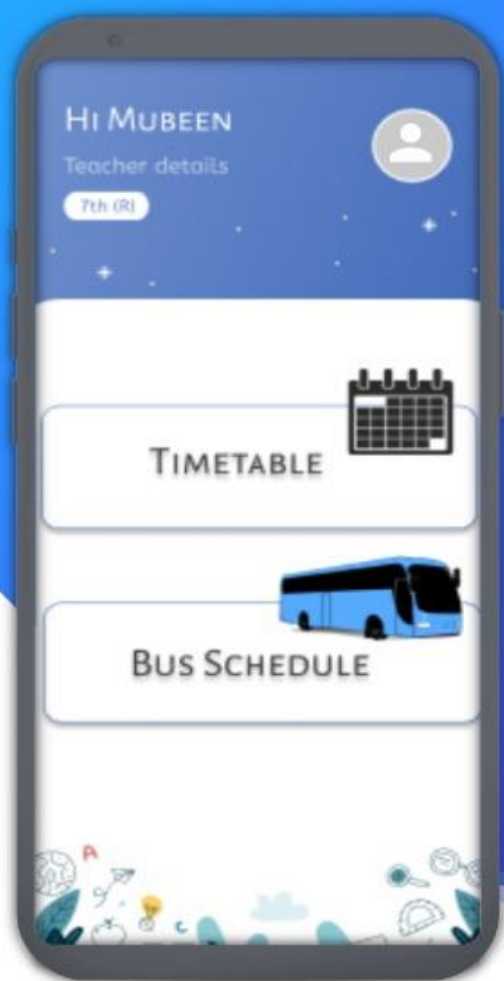 Hi Mubeen
Teacher details
7th (R)
Timetable
Bus Schedule
A
C